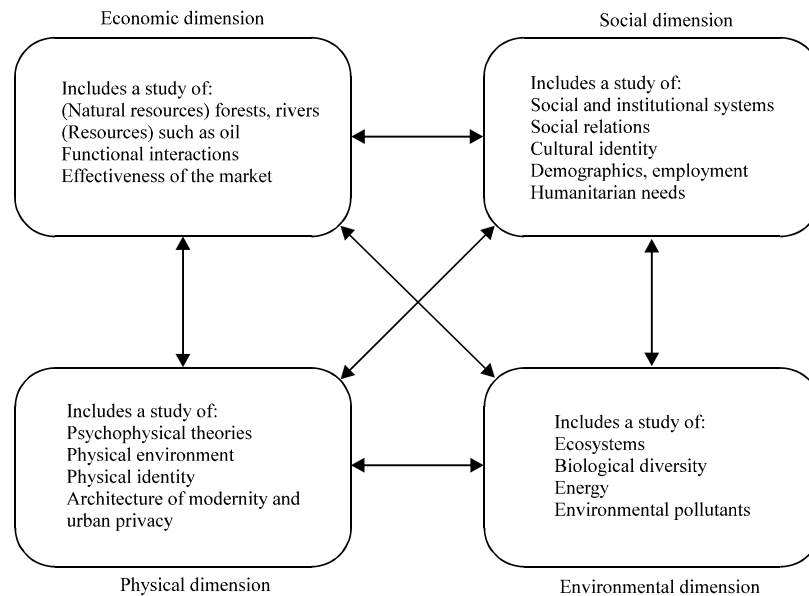 Economic dimension
Includes a study of:
(Natural resources) forests, rivers
(Resources) such as oil
Functional interactions
Effectiveness of the market
Social dimension
Includes a study of:
Social and institutional systems
Social relations
Cultural identity
Demographics, employment
Humanitarian needs
Includes a study of:
Psychophysical theories
Physical environment
Physical identity
Architecture of modernity and
urban privacy
Physical dimension
Includes a study of:
Ecosystems
Biological diversity
Energy
Environmental pollutants
Environmental dimension